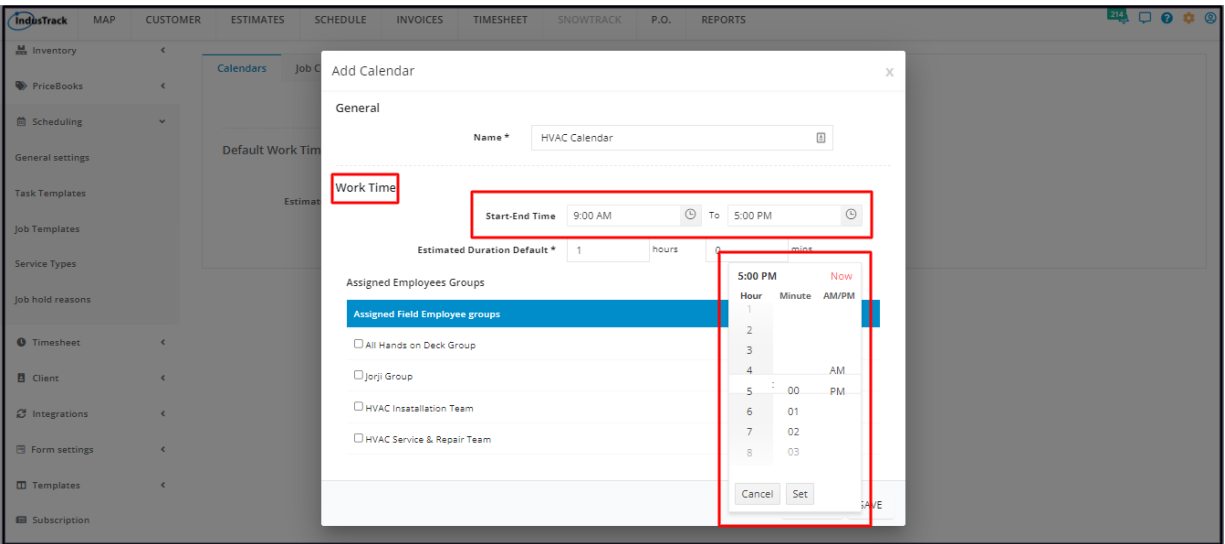 IndusTrack MAP CUSTOMER ESTIMATES SCHEDULE INVOICES TIMESHEET SNOWTRACK P.O. REPORTS 214
Inventory
PriceBooks
Scheduling
General settings
Task Templates
Job Templates
Service Types
Job hold reasons
Timesheet
Client
Integrations
Form settings
Templates
Subscription
Calendars Job C
Default Work Tim
Estimat
Add Calendar x
General
Name * HVAC Calendar
Work Time
Start-End Time 9:00 AM To 5:00 PM
Estimated Duration Default * 1 hours 0 mins
Assigned Employees Groups
Assigned Field Employee groups
All Hands on Deck Group
Jorji Group
HVAC Insatallation Team
HVAC Service & Repair Team
5:00 PM Now
Hour Minute AM/PM
1
2
3
4 AM
5 : 00 PM
6 01
7 02
8 03
Cancel Set
SAVE